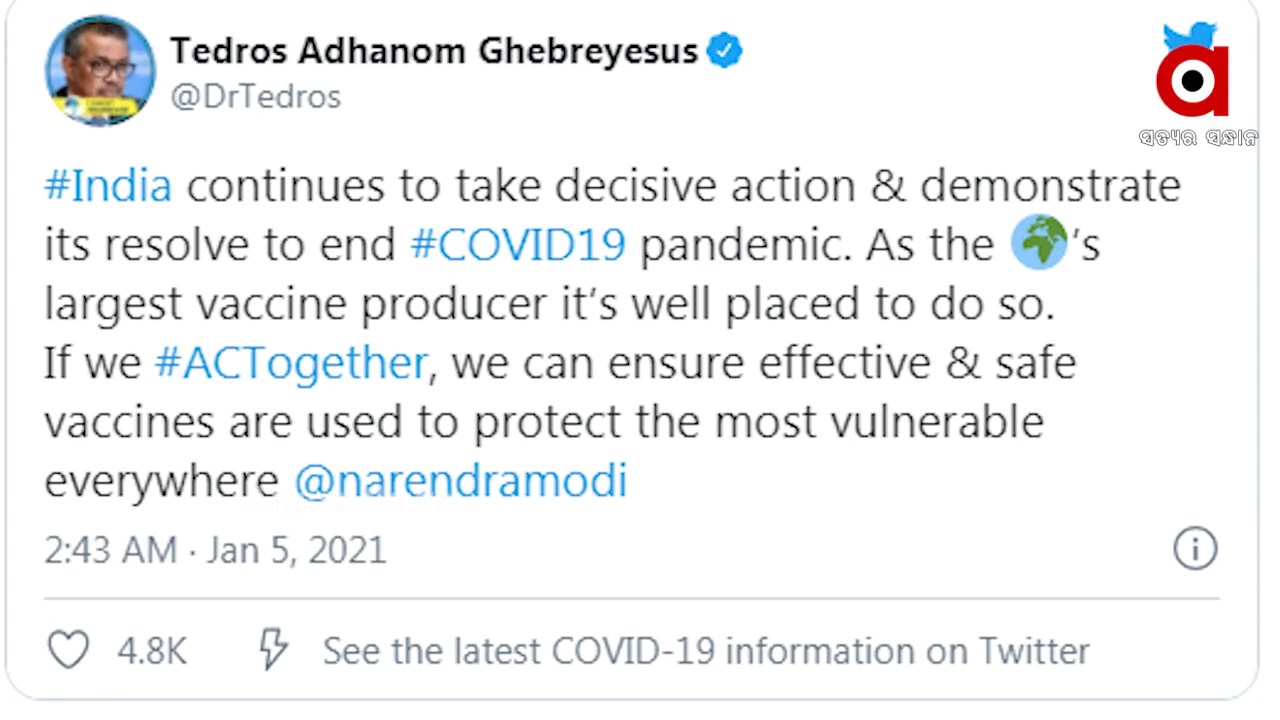 Tedros Adhanom Ghebreyesus
@DrTedros
ସତ୍ୟର ସନ୍ଧାନ
#India continues to take decisive action & demonstrate
its resolve to end #COVID19 pandemic. As the 🌍's
largest vaccine producer it's well placed to do so.
If we #ACTogether, we can ensure effective & safe
vaccines are used to protect the most vulnerable
everywhere @narendramodi
2:43 AM · Jan 5, 2021
4.8K See the latest COVID-19 information on Twitter